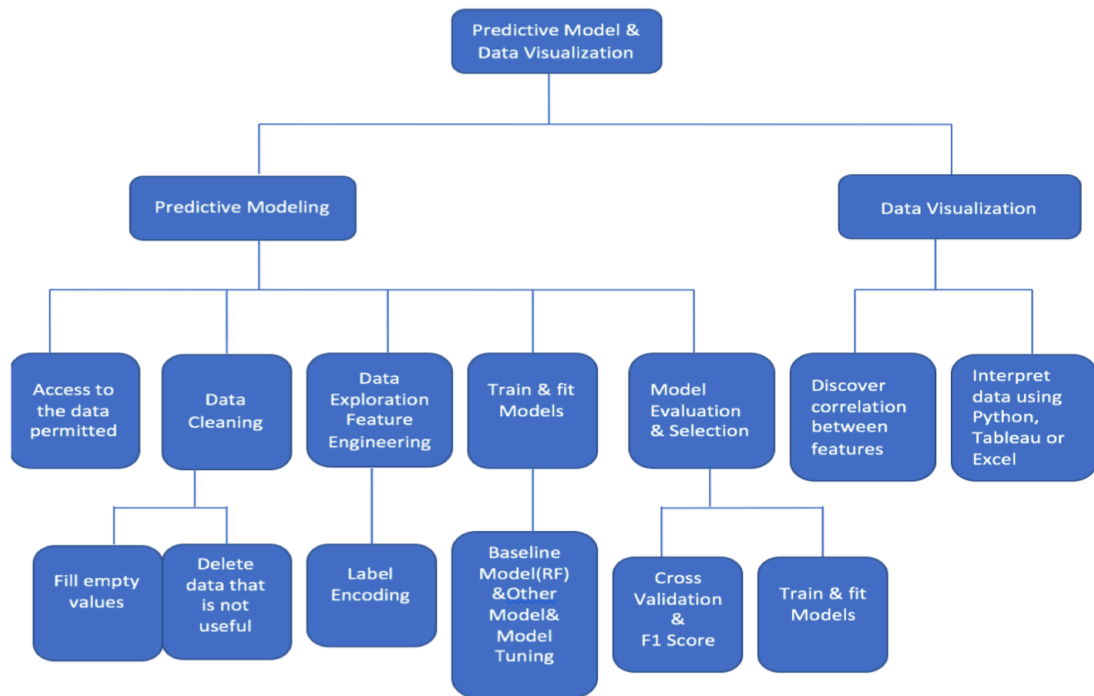 Predictive Model &
Data Visualization
Predictive Modeling
Data Visualization
Access to
the data
permitted
Data
Cleaning
Data
Exploration
Feature
Engineering
Train & fit
Models
Model
Evaluation
& Selection
Discover
correlation
between
features
Interpret
data using
Python,
Tableau or
Excel
Fill empty
values
Delete
data that
is not
useful
Label
Encoding
Baseline
Model(RF)
&Other
Model&
Model
Tuning
Cross
Validation
&
F1 Score
Train & fit
Models